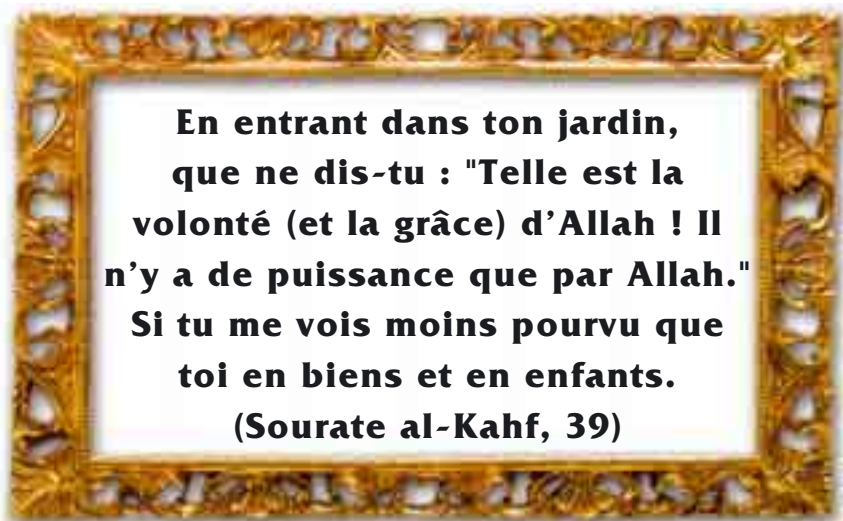 En entrant dans ton jardin,
que ne dis-tu : "Telle est la
volonté (et la grâce) d’Allah ! Il
n’y a de puissance que par Allah."
Si tu me vois moins pourvu que
toi en biens et en enfants.
(Sourate al-Kahf, 39)